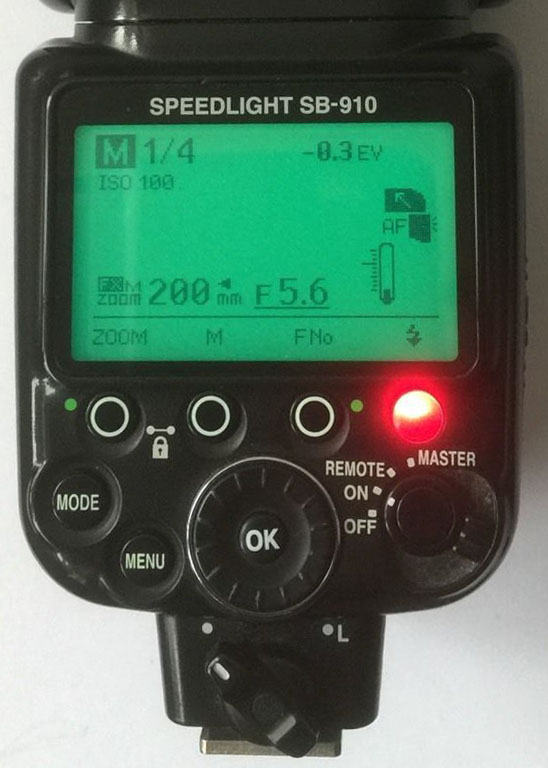 SPEEDLIGHT SB-910
M 1/4 -0.3 EV
ISO 100
AF
FX M
ZOOM 200 mm F 5.6
ZOOM M FNo
REMOTE MASTER
ON
MODE OFF
OK
MENU
L